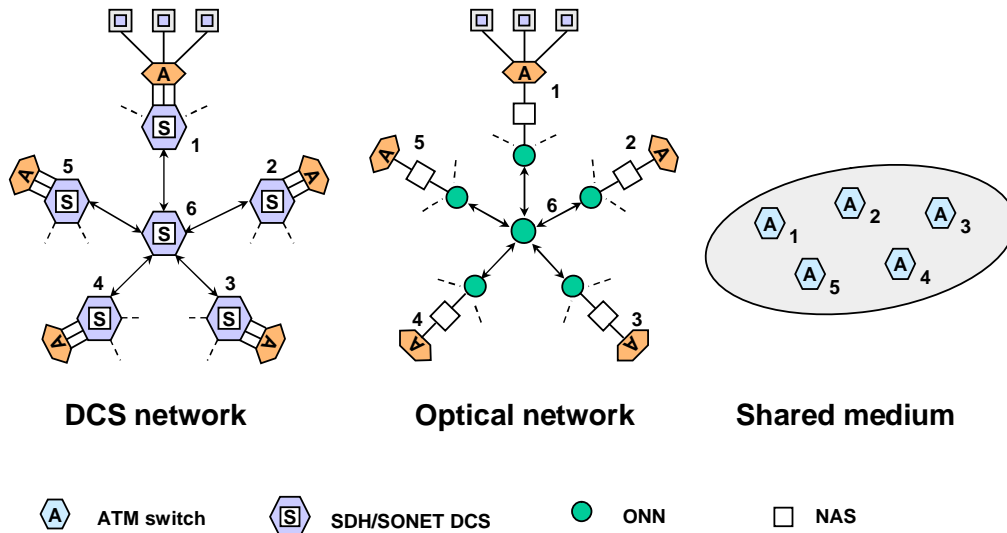 A
A
S
1
1
5
A
S
2
S
A
6
S
4
S
A
3
S
A
5
A
2
A
6
4
A
3
A
A 1
A 2
A 3
A 5
A 4
DCS network
Optical network
Shared medium
A ATM switch
S SDH/SONET DCS
ONN
NAS